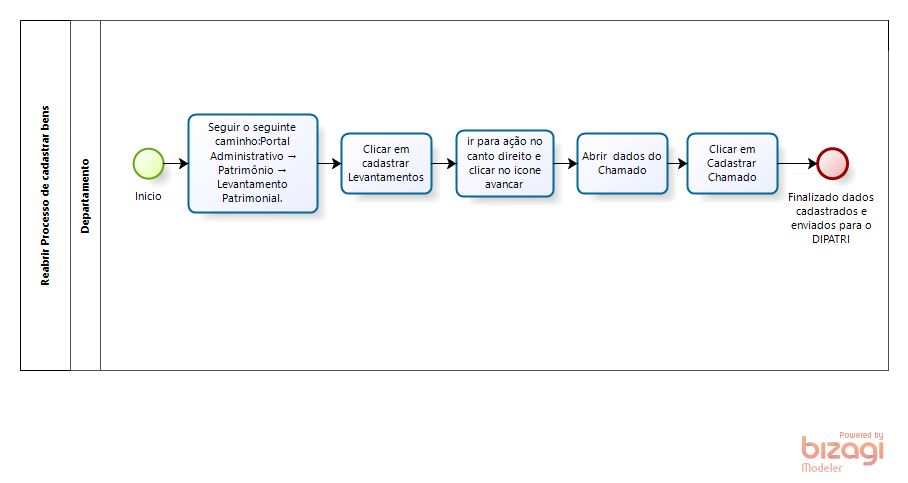 Reabrir Processo de cadastrar bens
Departamento
Inicio
Seguir o seguinte
caminho:Portal
Administrativo →
Patrimônio →
Levantamento
Patrimonial.
Clicar em
cadastrar
Levantamentos
ir para ação no
canto direito e
clicar no icone
avancar
Abrir dados do
Chamado
Clicar em
Cadastrar
Chamado
Finalizado dados
cadastrados e
enviados para o
DIPATRI
Powered by
bizagi
Modeler